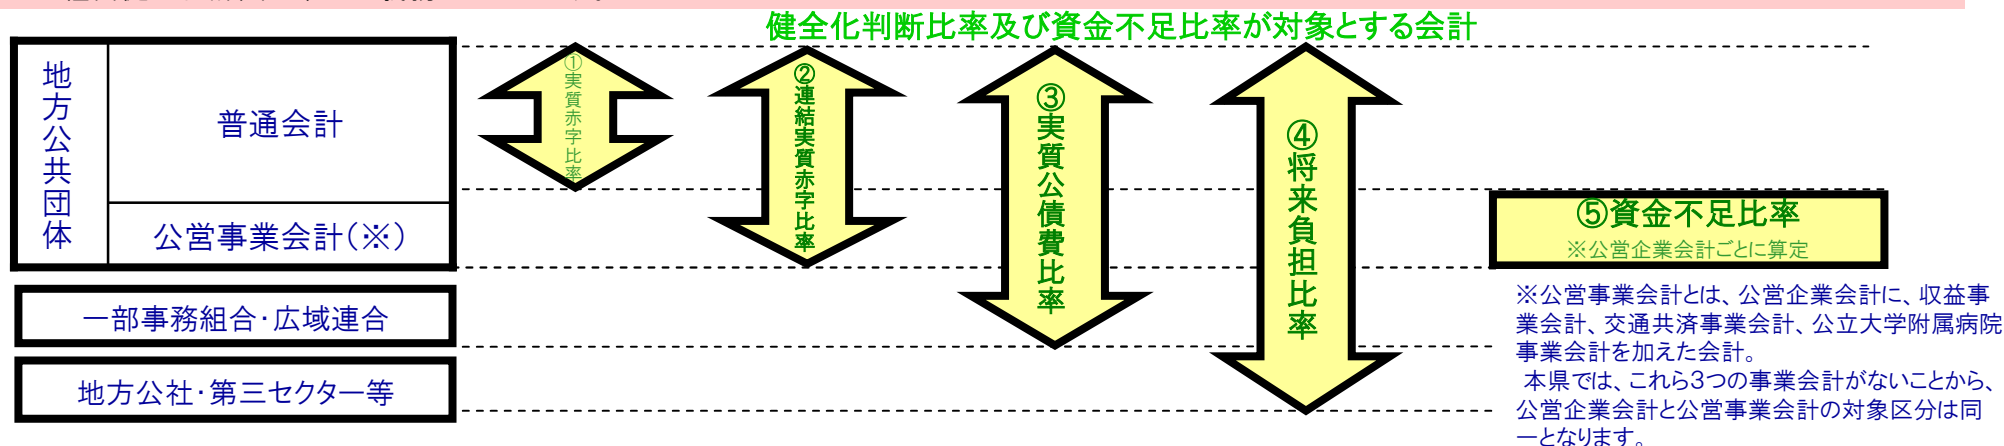 健全化判断比率及び資金不足比率が対象とする会計
地方公共団体
普通会計
公営事業会計(※)
一部事務組合・広域連合
地方公社・第三セクター等
①実質赤字比率
②連結実質赤字比率
③実質公債費比率
④将来負担比率
⑤資金不足比率
※公営企業会計ごとに算定
※公営事業会計とは、公営企業会計に、収益事
業会計、交通共済事業会計、公立大学附属病院
事業会計を加えた会計。
本県では、これら3つの事業会計がないことから、
公営企業会計と公営事業会計の対象区分は同
一となります。